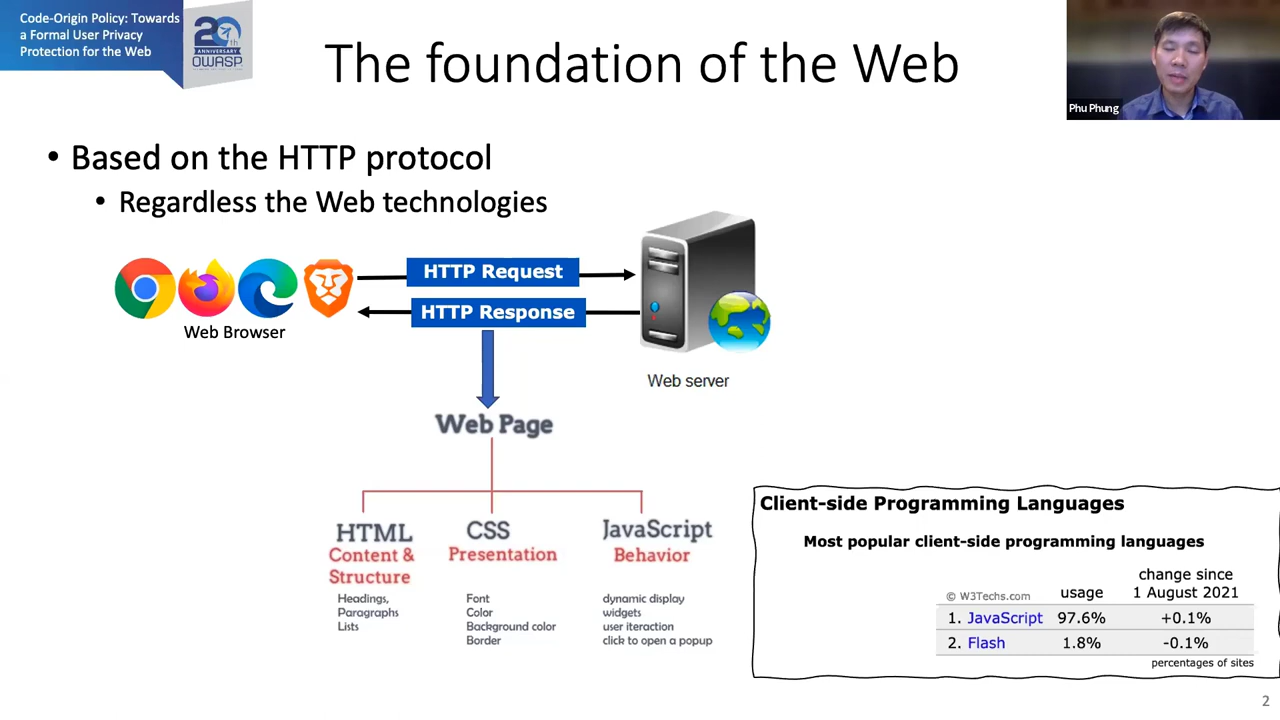 Code-Origin Policy: Towards
a Formal User Privacy
Protection for the Web
20th
ANNIVERSARY
OWASP
The foundation of the Web
Phu Phung
• Based on the HTTP protocol
• Regardless the Web technologies
HTTP Request
HTTP Response
Web Browser
Web server
Web Page
HTML
Content &
Structure
Headings,
Paragraphs
Lists
CSS
Presentation
Font
Color
Background color
Border
JavaScript
Behavior
dynamic display
widgets
user iteraction
click to open a popup
Client-side Programming Languages
Most popular client-side programming languages
© W3Techs.com usage change since
1 August 2021
1. JavaScript 97.6% +0.1%
2. Flash 1.8% -0.1%
percentages of sites
2